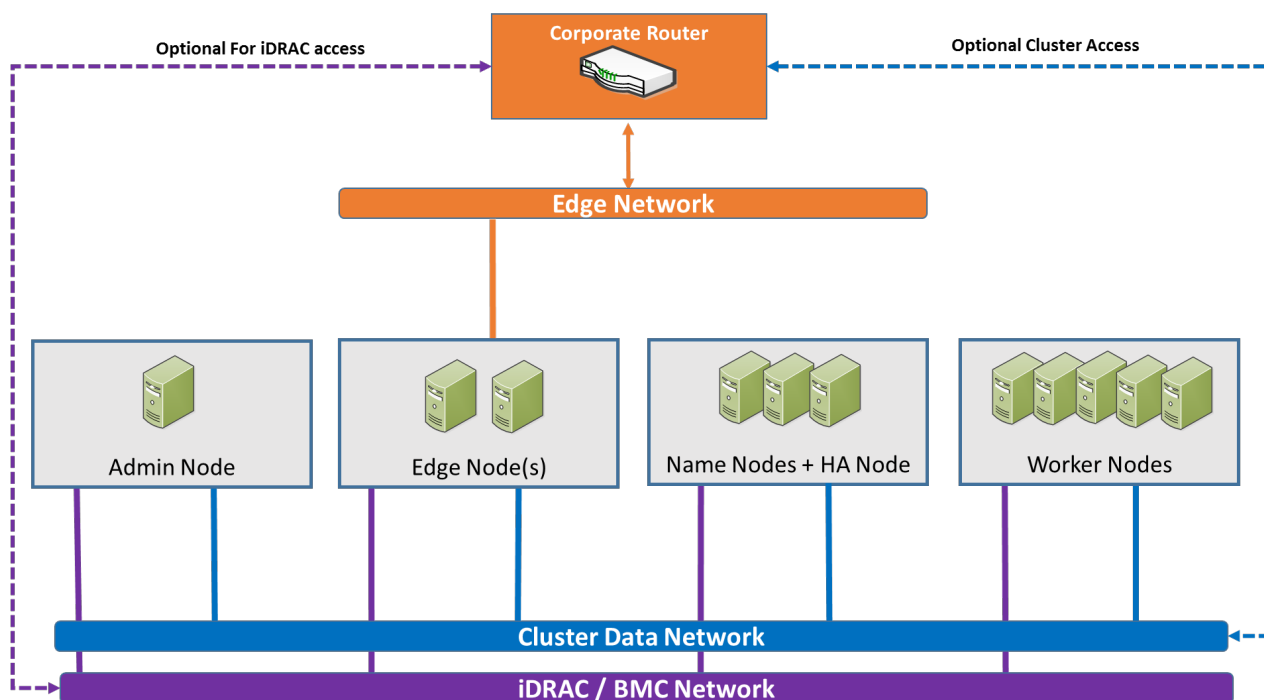 Corporate Router
Optional For iDRAC access
Optional Cluster Access
Edge Network
Admin Node
Edge Node(s)
Name Nodes + HA Node
Worker Nodes
Cluster Data Network
iDRAC / BMC Network